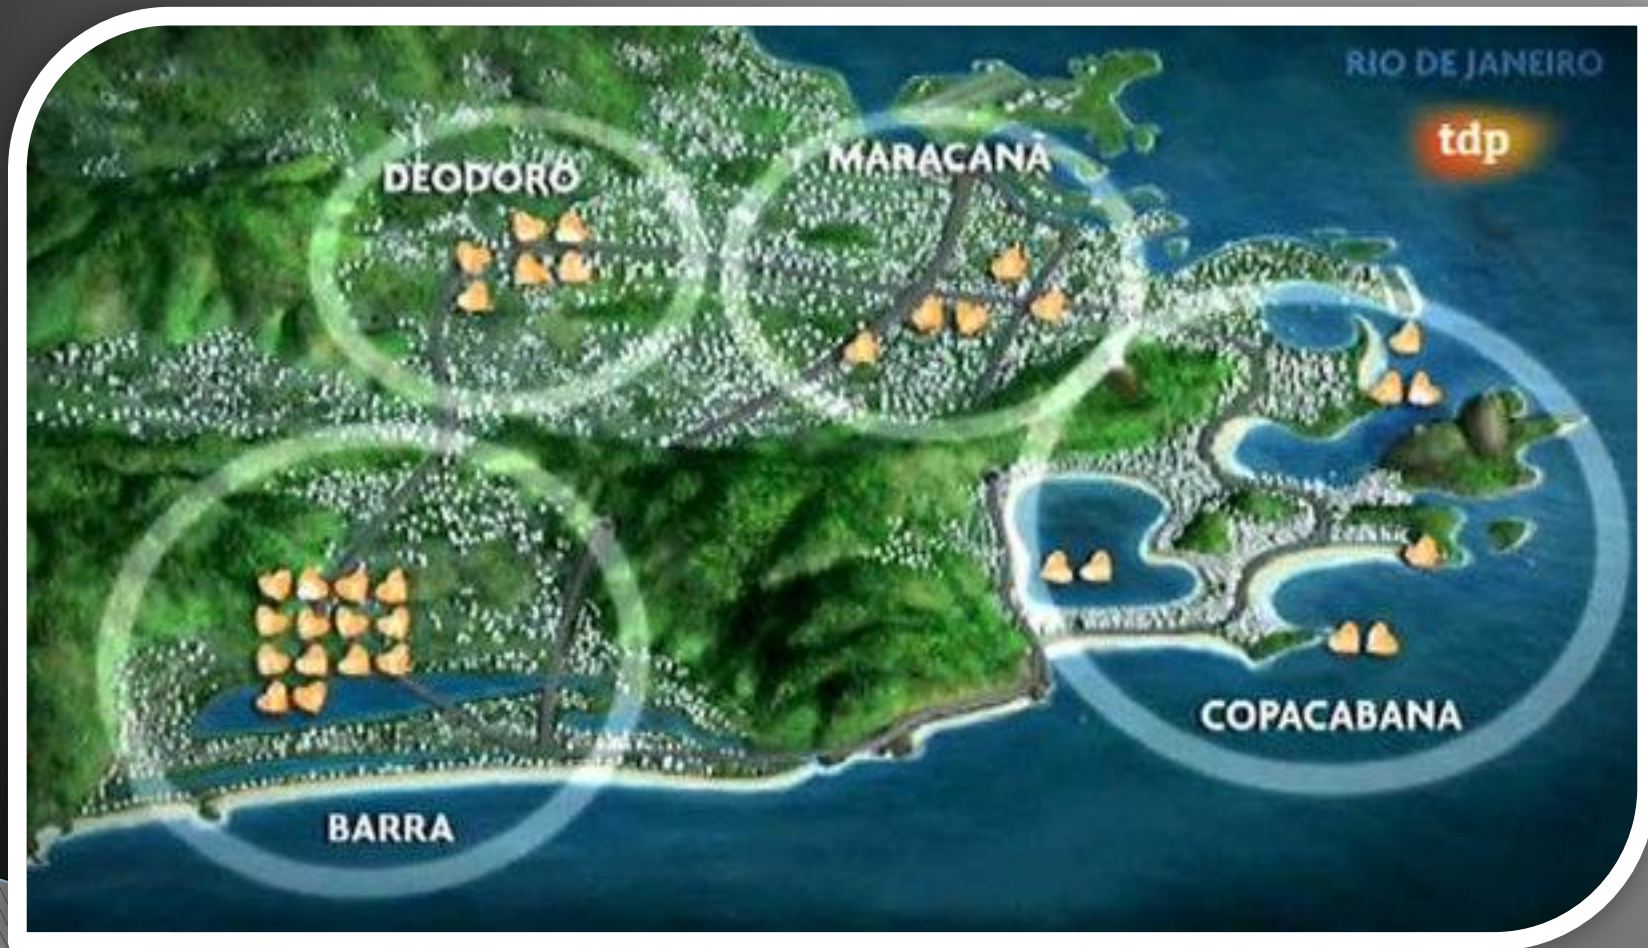 RIO DE JANEIRO
tdp
DEODORO
MARACANÃ
COPACABANA
BARRA